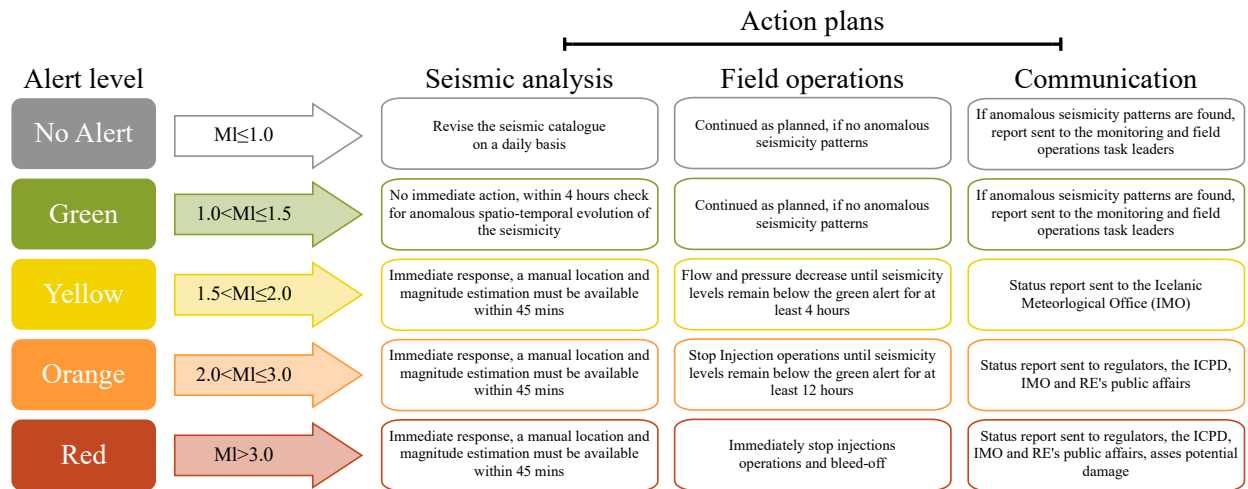 Action plans
Alert level
Seismic analysis
Field operations
Communication
No Alert
Ml≤1.0
Revise the seismic catalogue
on a daily basis
Continued as planned, if no anomalous
seismicity patterns
If anomalous seismicity patterns are found,
report sent to the monitoring and field
operations task leaders
Green
1.0<Ml≤1.5
No immediate action, within 4 hours check
for anomalous spatio-temporal evolution of
the seismicity
Continued as planned, if no anomalous
seismicity patterns
If anomalous seismicity patterns are found,
report sent to the monitoring and field
operations task leaders
Yellow
1.5<Ml≤2.0
Immediate response, a manual location and
magnitude estimation must be available
within 45 mins
Flow and pressure decrease until seismicity
levels remain below the green alert for at
least 4 hours
Status report sent to the Icelanic
Meteorlogical Office (IMO)
Orange
2.0<Ml≤3.0
Immediate response, a manual location and
magnitude estimation must be available
within 45 mins
Stop Injection operations until seismicity
levels remain below the green alert for at
least 12 hours
Status report sent to regulators, the ICPD,
IMO and RE's public affairs
Red
Ml>3.0
Immediate response, a manual location and
magnitude estimation must be available
within 45 mins
Immediately stop injections
operations and bleed-off
Status report sent to regulators, the ICPD,
IMO and RE's public affairs, asses potential
damage